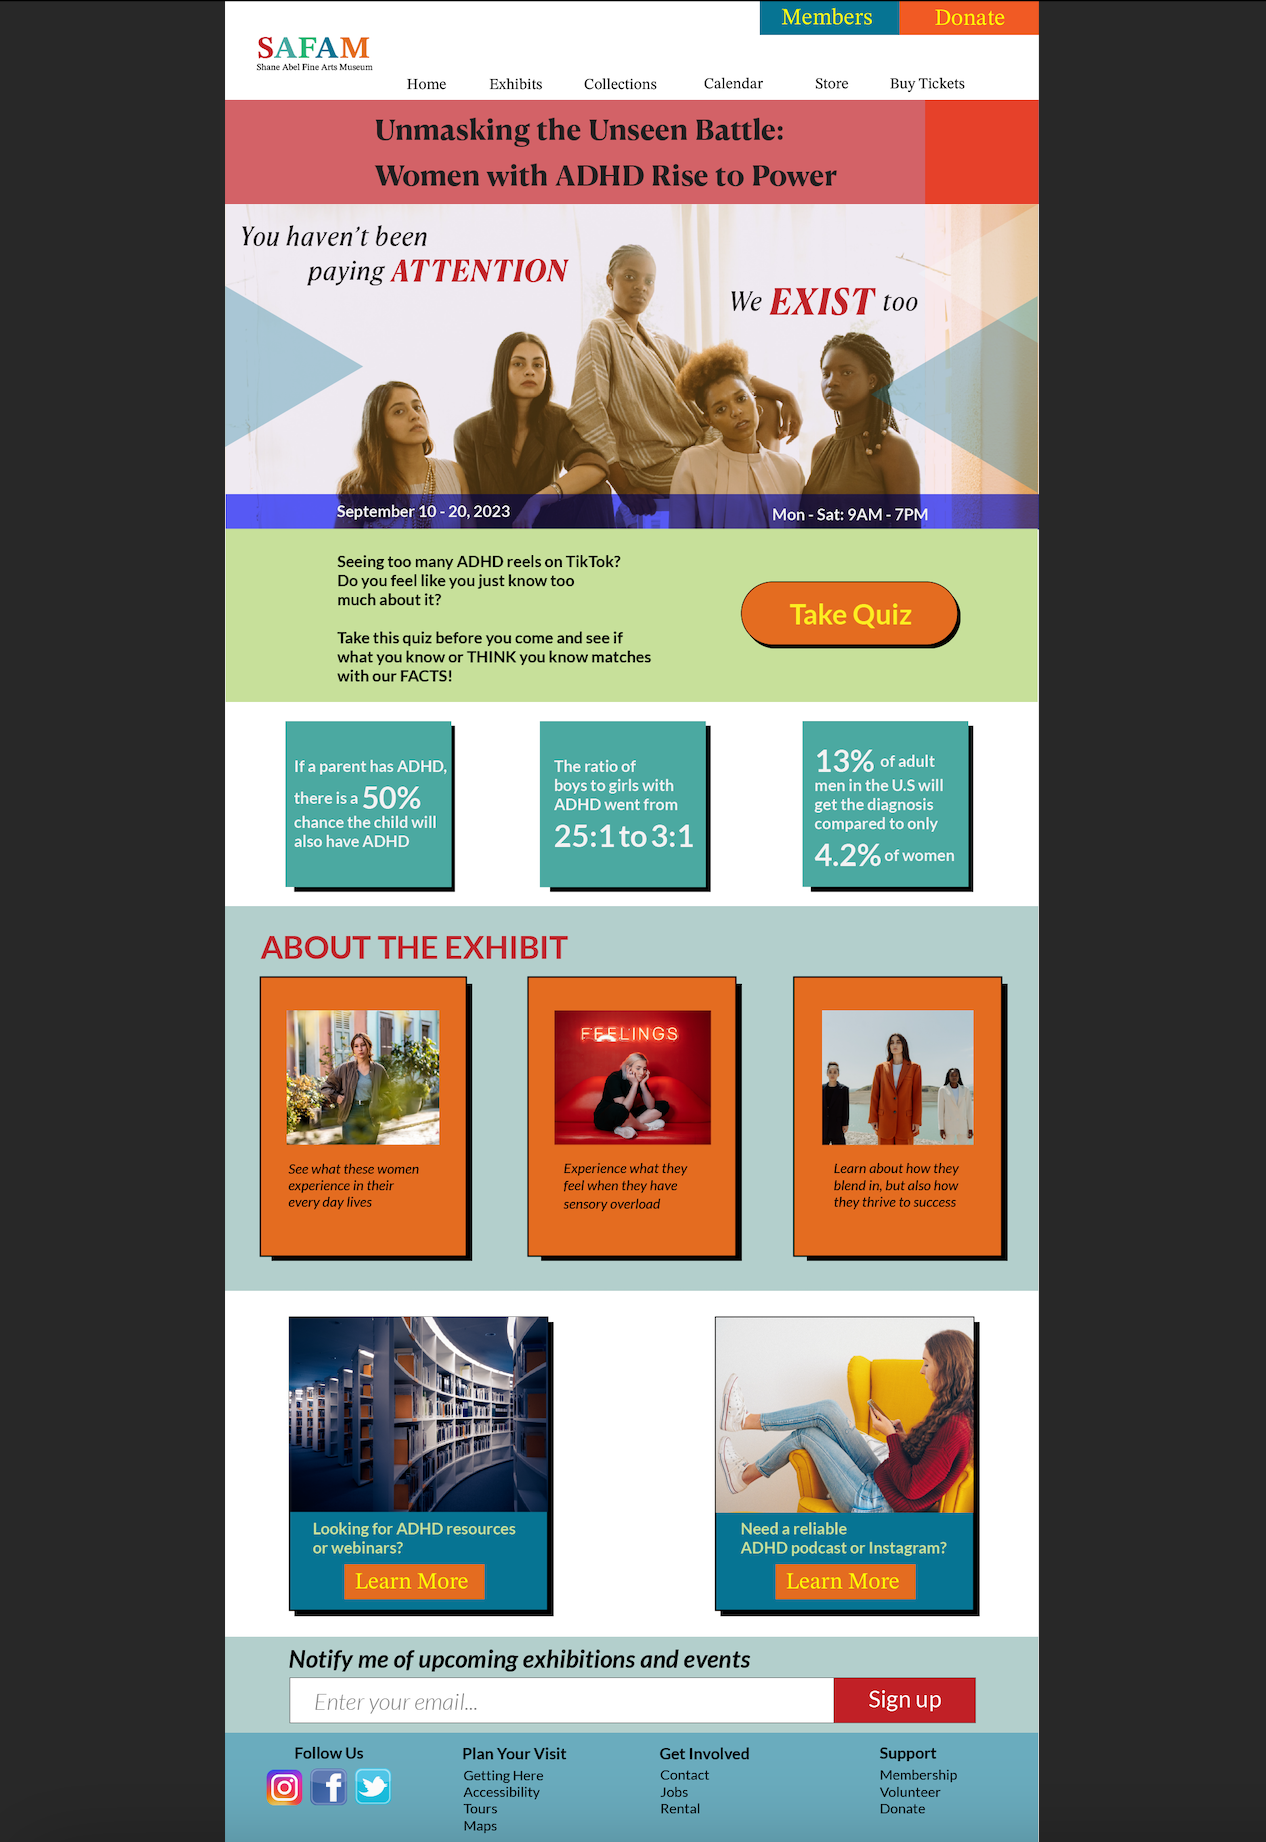 Members
Donate
SAFAM
Shane Abel Fine Arts Museum
Home
Exhibits
Collections
Calendar
Store
Buy Tickets
Unmasking the Unseen Battle:
Women with ADHD Rise to Power
You haven't been
paying ATTENTION
We EXIST too
September 10 - 20, 2023
Mon - Sat: 9AM - 7PM
Seeing too many ADHD reels on TikTok?
Do you feel like you just know too
much about it?
Take this quiz before you come and see if
what you know or THINK you know matches
with our FACTS!
Take Quiz
If a parent has ADHD,
there is a 50%
chance the child will
also have ADHD
The ratio of
boys to girls with
ADHD went from
25:1 to 3:1
13% of adult
men in the U.S will
get the diagnosis
compared to only
4.2% of women
ABOUT THE EXHIBIT
FEELINGS
See what these women
experience in their
every day lives
Experience what they
feel when they have
sensory overload
Learn about how they
blend in, but also how
they thrive to success
Looking for ADHD resources
or webinars?
Learn More
Need a reliable
ADHD podcast or Instagram?
Learn More
Notify me of upcoming exhibitions and events
Enter your email...
Sign up
Follow Us
Plan Your Visit
Getting Here
Accessibility
Tours
Maps
Get Involved
Contact
Jobs
Rental
Support
Membership
Volunteer
Donate